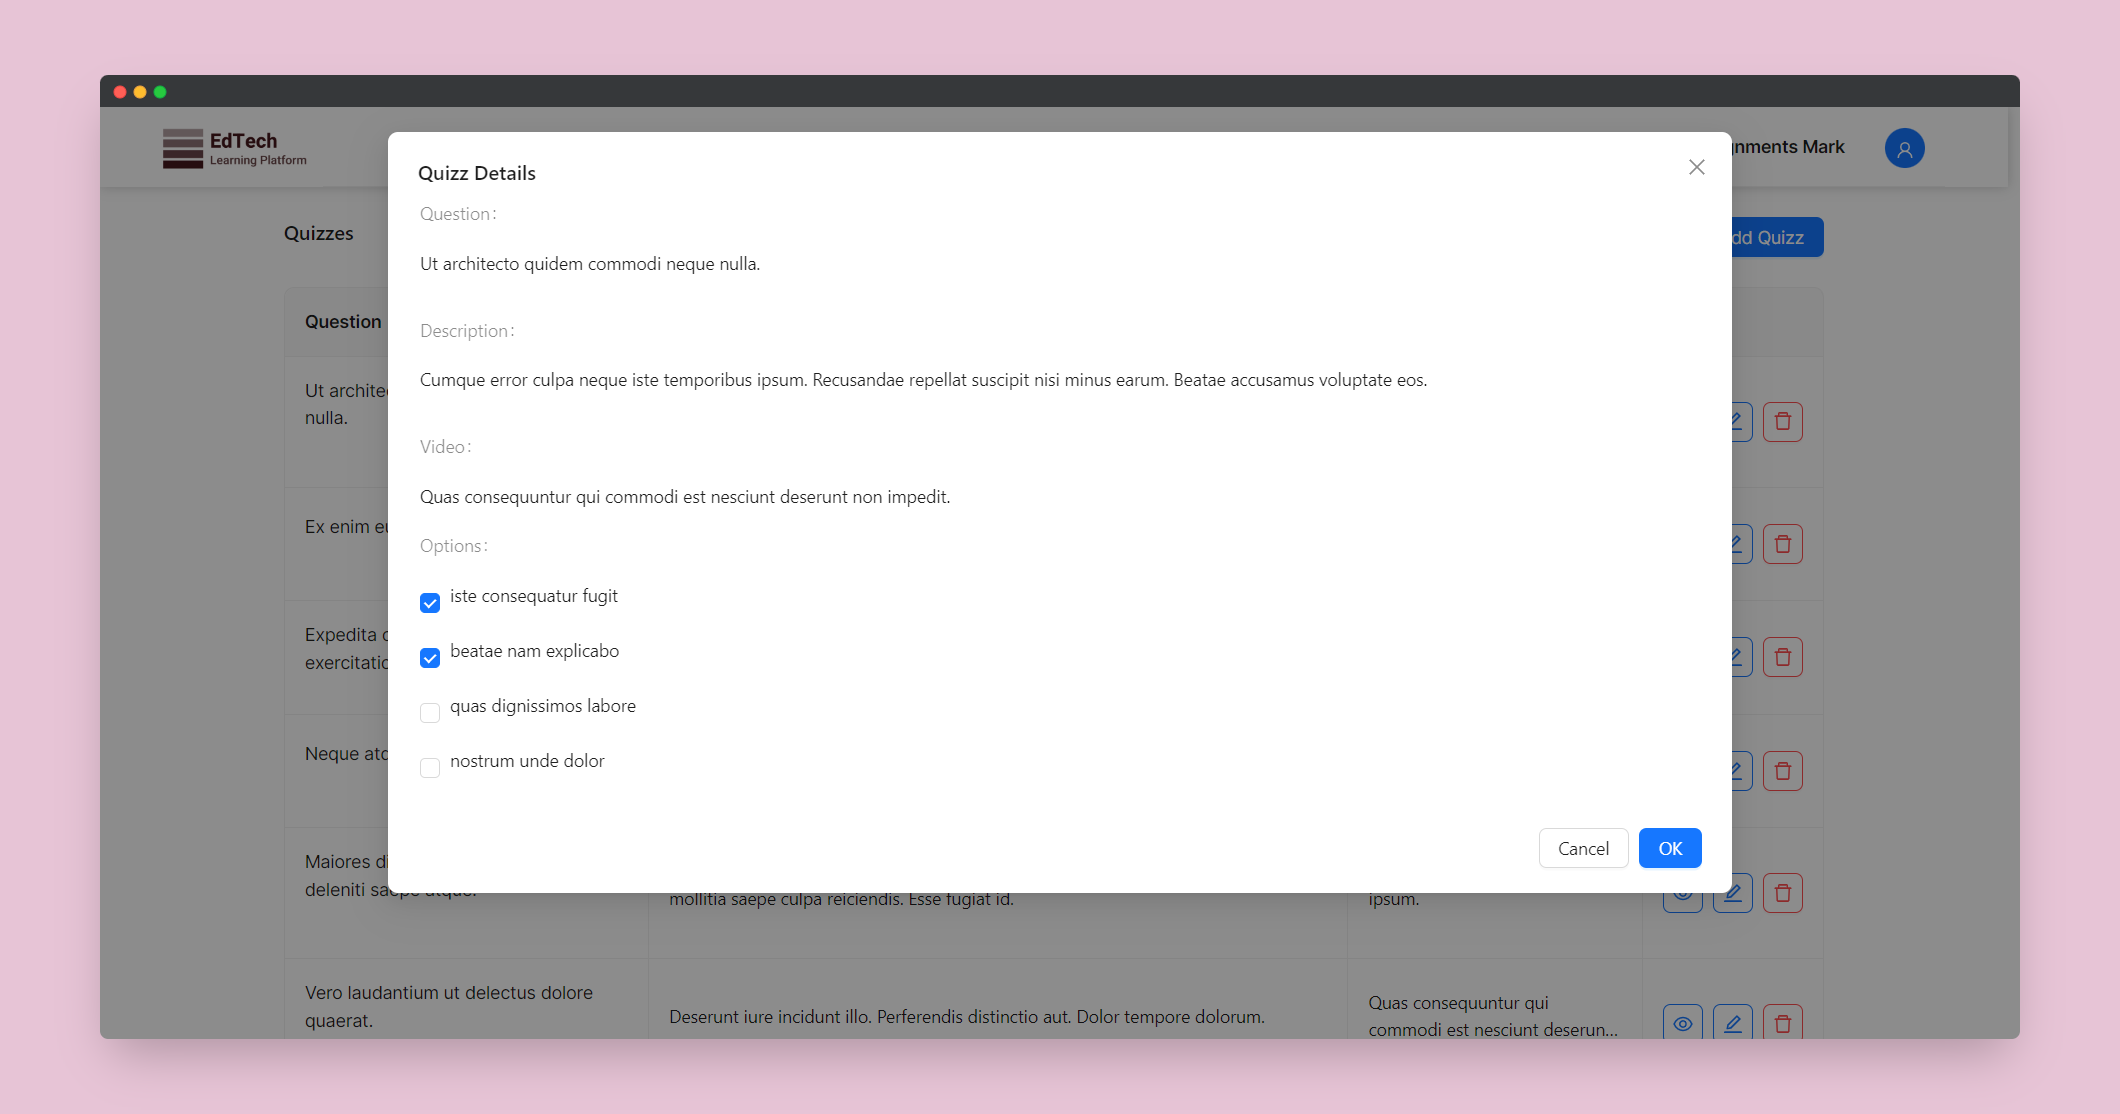 EdTech
Learning Platform
nments Mark
Quizz Details
Question:
Ut architecto quidem commodi neque nulla.
Description:
Cumque error culpa neque iste temporibus ipsum. Recusandae repellat suscipit nisi minus earum. Beatae accusamus voluptate eos.
Video:
Quas consequuntur qui commodi est nesciunt deserunt non impedit.
Options:
iste consequatur fugit
beatae nam explicabo
quas dignissimos labore
nostrum unde dolor
Cancel
OK
Quizzes
dd Quizz
Question
Ut archite
nulla.
Ex enim
Expedita
exercitatio
Neque
Maiores
deleniti saepe atque.
mollitia saepe culpa reiciendis. Esse fugiat id.
ipsum.
Vero laudantium ut delectus dolore
quaerat.
Deserunt iure incidunt illo. Perferendis distinctio aut. Dolor tempore dolorum.
Quas consequuntur qui
commodi est nesciunt deserun...